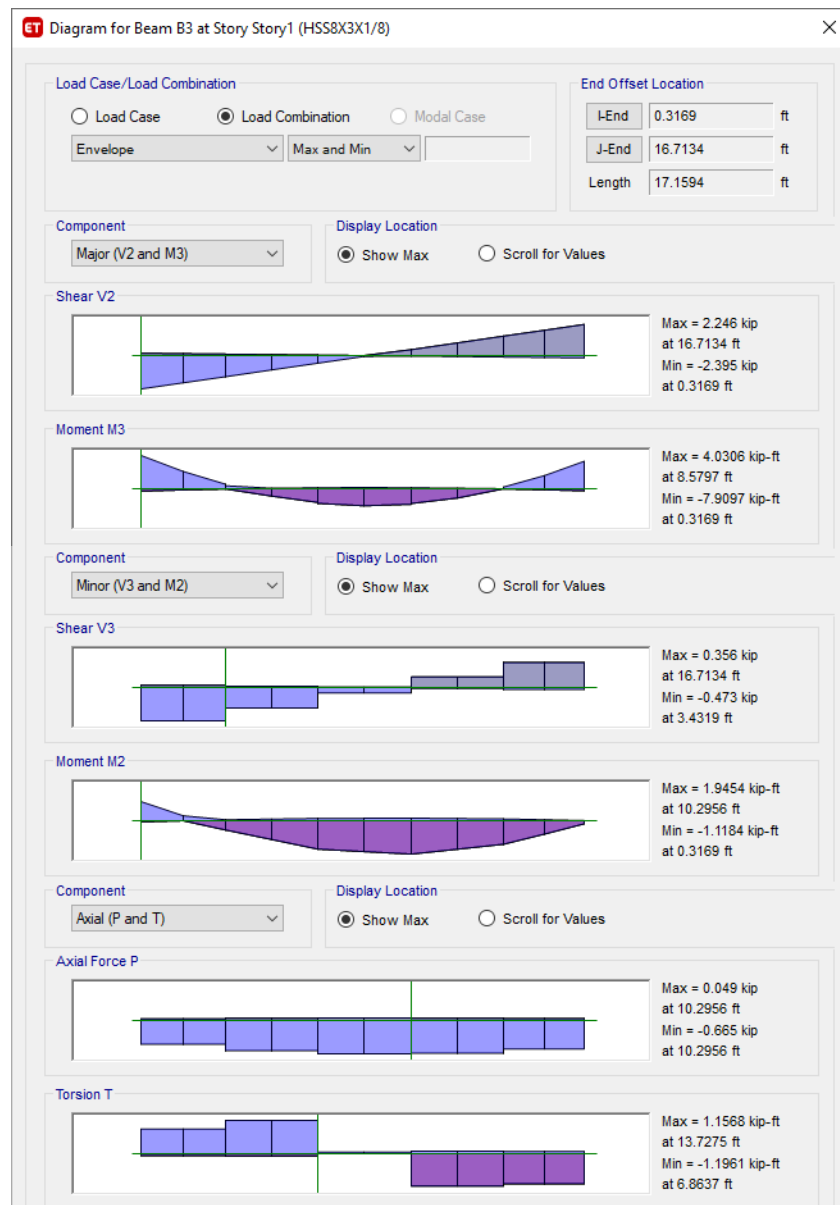 ET Diagram for Beam B3 at Story Story1 (HSS8X3X1/8)
Load Case/Load Combination
Load Case Load Combination Modal Case
Envelope Max and Min
End Offset Location
I-End 0.3169 ft
J-End 16.7134 ft
Length 17.1594 ft
Component
Major (V2 and M3)
Display Location
Show Max Scroll for Values
Shear V2
Max = 2.246 kip
at 16.7134 ft
Min = -2.395 kip
at 0.3169 ft
Moment M3
Max = 4.0306 kip-ft
at 8.5797 ft
Min = -7.9097 kip-ft
at 0.3169 ft
Component
Minor (V3 and M2)
Display Location
Show Max Scroll for Values
Shear V3
Max = 0.356 kip
at 16.7134 ft
Min = -0.473 kip
at 3.4319 ft
Moment M2
Max = 1.9454 kip-ft
at 10.2956 ft
Min = -1.1184 kip-ft
at 0.3169 ft
Component
Axial (P and T)
Display Location
Show Max Scroll for Values
Axial Force P
Max = 0.049 kip
at 10.2956 ft
Min = -0.665 kip
at 10.2956 ft
Torsion T
Max = 1.1568 kip-ft
at 13.7275 ft
Min = -1.1961 kip-ft
at 6.8637 ft